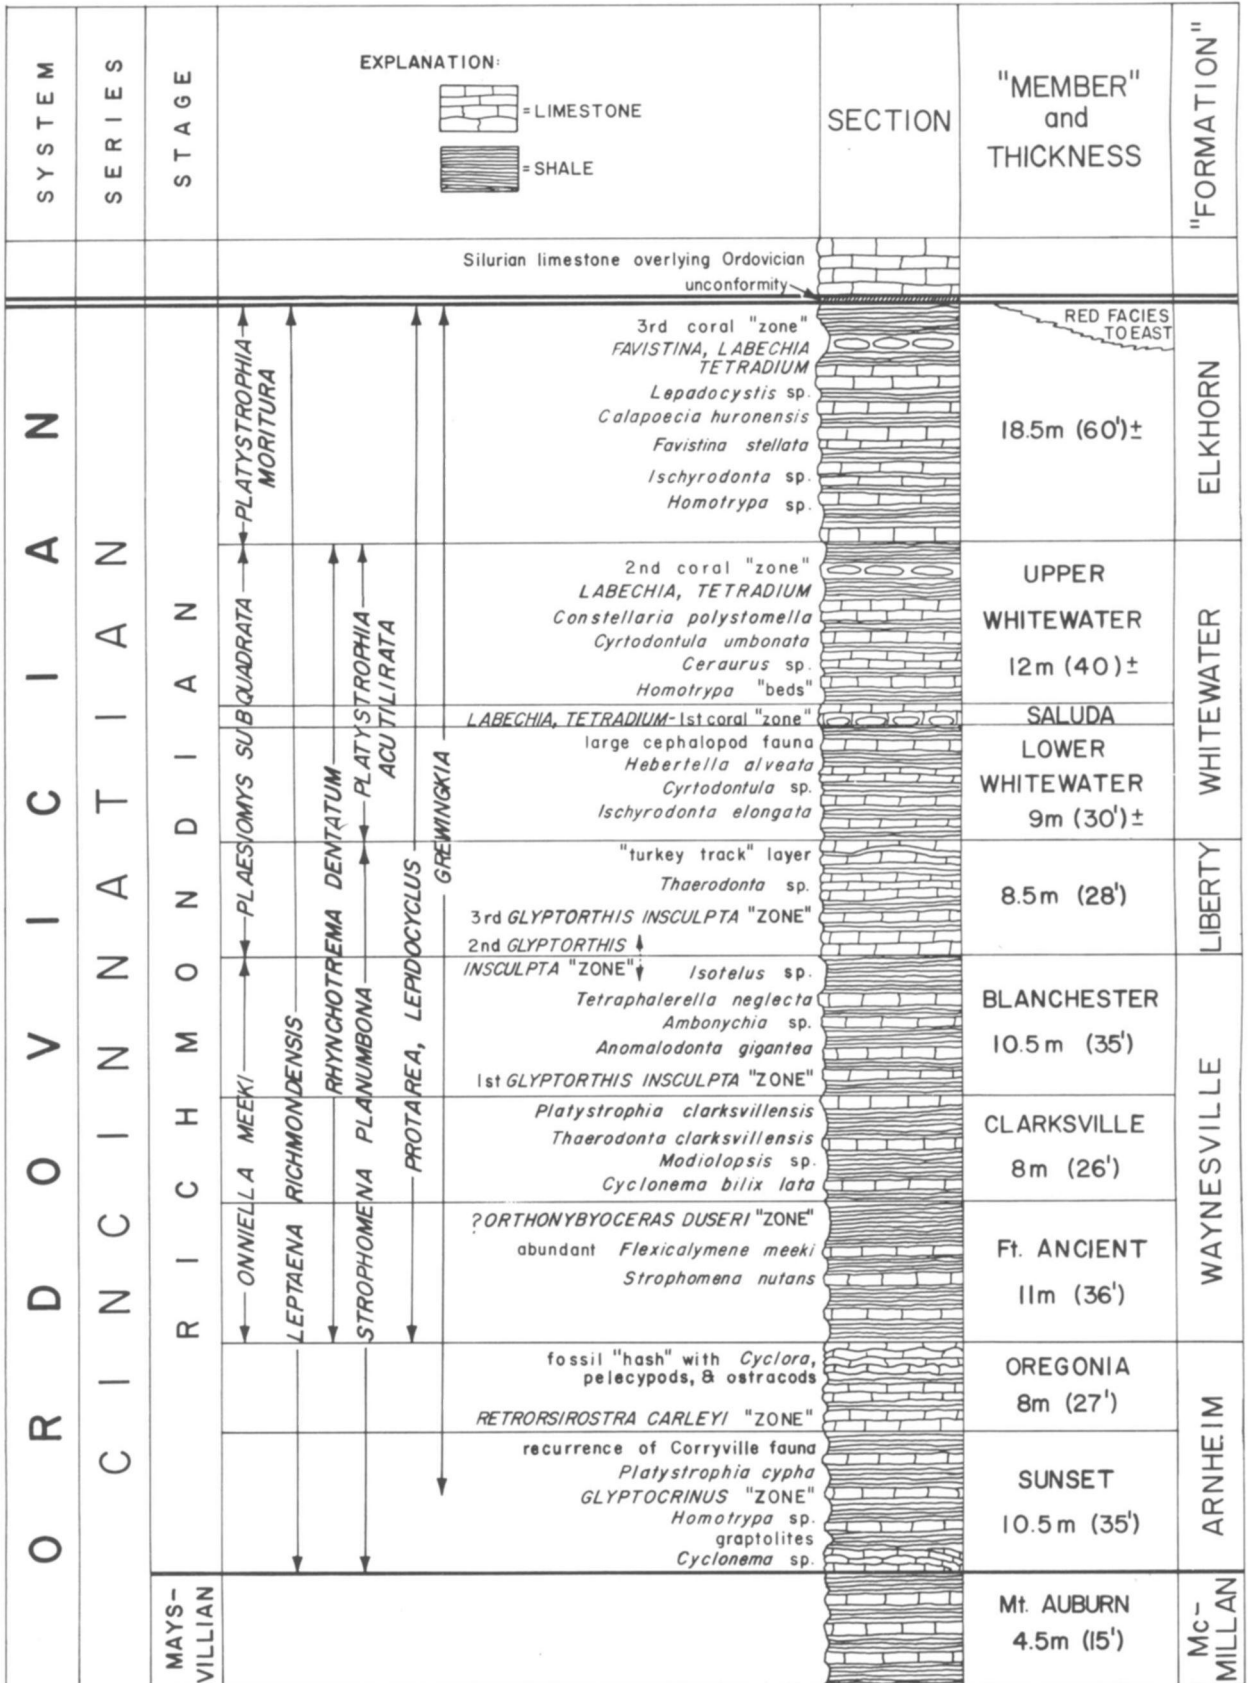 SYSTEM
SERIES
STAGE
EXPLANATION:
= LIMESTONE
= SHALE
SECTION
"MEMBER"
and
THICKNESS
"FORMATION"
Silurian limestone overlying Ordovician
unconformity
RED FACIES
TO EAST
ORDOVICIAN
CINCINNATIAN
RICHMONDIAN
MAYS-
VILLIAN
PLATYSTROPHIA
MORITURA
PLAESIOMYS SUBQUADRATA
ONNIELLA MEEKI
LEPTAENA RICHMONDENSIS
RHYNCHOTREMA DENTATUM
PLATYSTROPHIA
ACUTILIRATA
STROPHOMENA PLANUMBONA
PROTAREA, LEPIDOCYCLUS
GREWINGKIA
3rd coral "zone"
FAVISTINA, LABECHIA
TETRADIUM
Lepadocystis sp.
Calapoecia huronensis
Favistina stellata
Ischyrodonta sp.
Homotrypa sp.
18.5m (60')±
ELKHORN
2nd coral "zone"
LABECHIA, TETRADIUM
Constellaria polystomella
Cyrtodontula umbonata
Ceraurus sp.
Homotrypa "beds"
UPPER
WHITEWATER
12m (40)±
LABECHIA, TETRADIUM-1st coral "zone"
SALUDA
large cephalopod fauna
Hebertella alveata
Cyrtodontula sp.
Ischyrodonta elongata
LOWER
WHITEWATER
9m (30')±
WHITEWATER
"turkey track" layer
Thaerodonta sp.
3rd GLYPTORTHIS INSCULPTA "ZONE"
2nd GLYPTORTHIS
INSCULPTA "ZONE"
8.5m (28')
LIBERTY
Isotelus sp.
Tetraphalerella neglecta
Ambonychia sp.
Anomalodonta gigantea
1st GLYPTORTHIS INSCULPTA "ZONE"
BLANCHESTER
10.5m (35')
Platystrophia clarksvillensis
Thaerodonta clarksvillensis
Modiolopsis sp.
Cyclonema bilix lata
CLARKSVILLE
8m (26')
?ORTHONYBYOCERAS DUSERI "ZONE"
abundant Flexicalymene meeki
Strophomena nutans
Ft. ANCIENT
11m (36')
WAYNESVILLE
fossil "hash" with Cyclora,
pelecypods, & ostracods
RETRORSIROSTRA CARLEYI "ZONE"
OREGONIA
8m (27')
recurrence of Corryville fauna
Platystrophia cypha
GLYPTOCRINUS "ZONE"
Homotrypa sp.
graptolites
Cyclonema sp.
SUNSET
10.5m (35')
ARNHEIM
Mt. AUBURN
4.5m (15')
Mc-
MILLAN